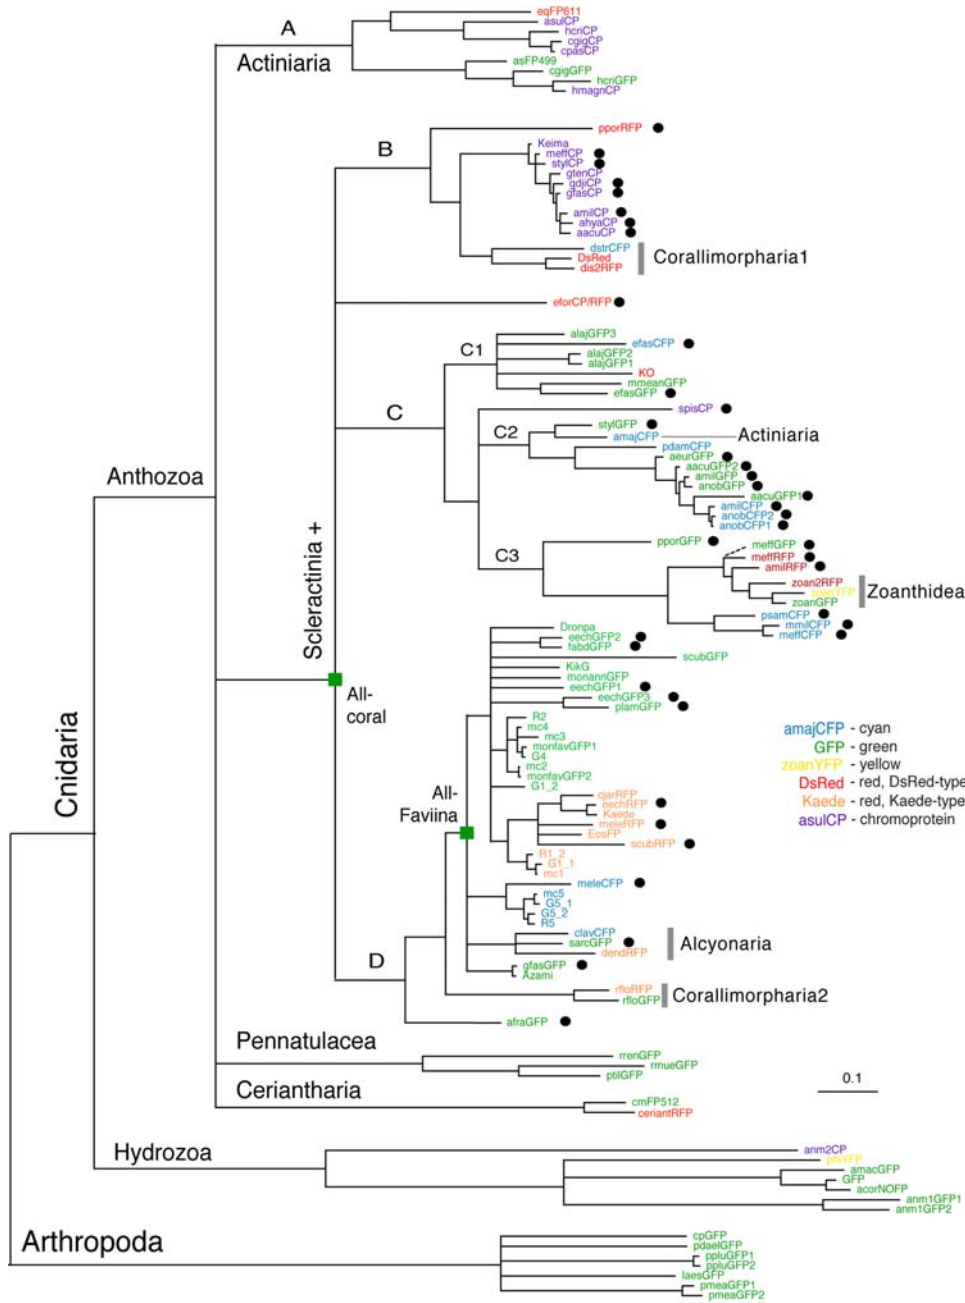 eqFP611
A
asulCP
hcriCP
cgigCP
cpasCP
Actiniaria
asFP499
cgigGFP
hcriGFP
hmagnCP
pporRFP
B
Keima
meffCP
stylCP
gtenCP
gdjiCP
gfasCP
amilCP
ahyaCP
aacuCP
dstrCFP
DsRed
dis2RFP
Corallimorpharia1
eforCP/RFP
alajGFP3
C1
efasCFP
alajGFP2
alajGFP1
KO
mmeanGFP
efasGFP
C
spisCP
C2
stylGFP
amajCFP
Actiniaria
pdamCFP
aeurGFP
aacuGFP2
amilGFP
anobGFP
aacuGFP1
amilCFP
anobCFP2
anobCFP1
Anthozoa
C3
pporGFP
meffGFP
meffRFP
amilRFP
zoan2RFP
zoanYFP
zoanGFP
Zoanthidea
psamCFP
mmilCFP
meffCFP
Scleractinia +
All-
coral
Dronpa
eechGFP2
fabdGFP
scubGFP
KikG
monannGFP
eechGFP1
eechGFP3
plamGFP
R2
mc4
mc3
monfavGFP1
G4
mc2
monfavGFP2
G1_2
amajCFP - cyan
GFP - green
zoanYFP - yellow
DsRed - red, DsRed-type
Kaede - red, Kaede-type
asulCP - chromoprotein
Cnidaria
All-
Faviina
cjarRFP
eechRFP
Kaede
meleRFP
EosFP
scubRFP
R1_2
G1_1
mc1
meleCFP
mc5
G5_1
G5_2
R5
clavCFP
sarcGFP
dendRFP
Alcyonaria
D
gfasGFP
Azami
rfloRFP
rfloGFP
Corallimorpharia2
afraGFP
Pennatulacea
rrenGFP
rmueGFP
ptilGFP
0.1
Ceriantharia
cmFP512
ceriantRFP
Hydrozoa
anm2CP
phiYFP
amacGFP
GFP
acorNOFP
anm1GFP1
anm1GFP2
Arthropoda
cpGFP
pdaelGFP
ppluGFP1
ppluGFP2
laesGFP
pmeaGFP1
pmeaGFP2